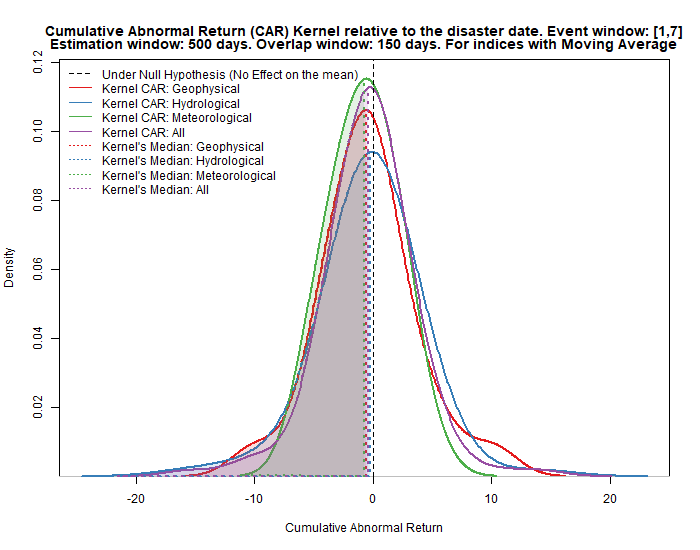 Cumulative Abnormal Return (CAR) Kernel relative to the disaster date. Event window: [1,7]
Estimation window: 500 days. Overlap window: 150 days. For indices with Moving Average
Under Null Hypothesis (No Effect on the mean)
Kernel CAR: Geophysical
Kernel CAR: Hydrological
Kernel CAR: Meteorological
Kernel CAR: All
Kernel's Median: Geophysical
Kernel's Median: Hydrological
Kernel's Median: Meteorological
Kernel's Median: All
0.12
0.10
0.08
0.06
0.04
0.02
Density
-20
-10
0
10
20
Cumulative Abnormal Return